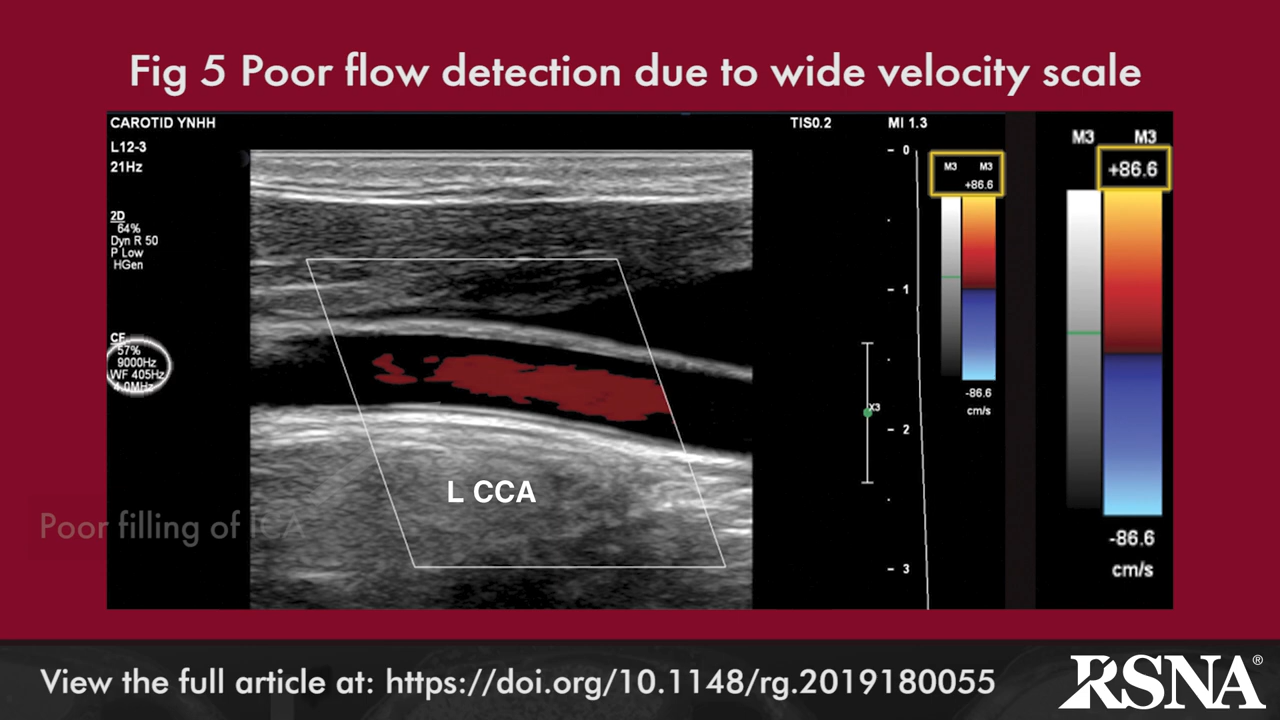 Fig 5 Poor flow detection due to wide velocity scale
CAROTID YNHH
TIS0.2
MI 1.3
L12-3
21Hz
2D
64%
Dyn R 50
P Low
HGen
CF
57%
9000Hz
WF 405Hz
4.0MHz
0
1
2
3
X3
M3 M3
+86.6
-86.6
cm/s
M3 M3
+86.6
-86.6
cm/s
L CCA
Poor filling of ICA
View the full article at: https://doi.org/10.1148/rg.2019180055
RSNA®